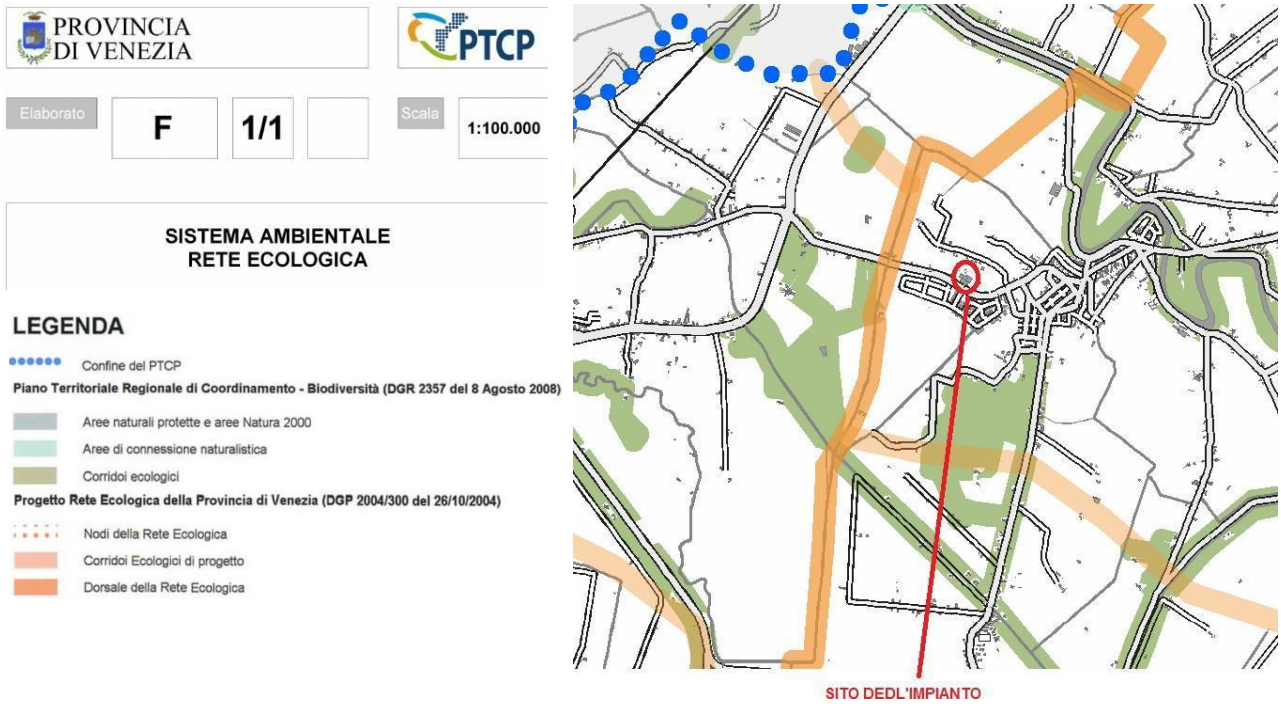 PROVINCIA
DI VENEZIA
PTCP
Elaborato
F
1/1
Scala
1:100.000
SISTEMA AMBIENTALE
RETE ECOLOGICA
LEGENDA
Confine del PTCP
Piano Territoriale Regionale di Coordinamento - Biodiversità (DGR 2357 del 8 Agosto 2008)
Aree naturali protette e aree Natura 2000
Aree di connessione naturalistica
Corridoi ecologici
Progetto Rete Ecologica della Provincia di Venezia (DGP 2004/300 del 26/10/2004)
Nodi della Rete Ecologica
Corridoi Ecologici di progetto
Dorsale della Rete Ecologica
SITO DEDL'IMPIANTO